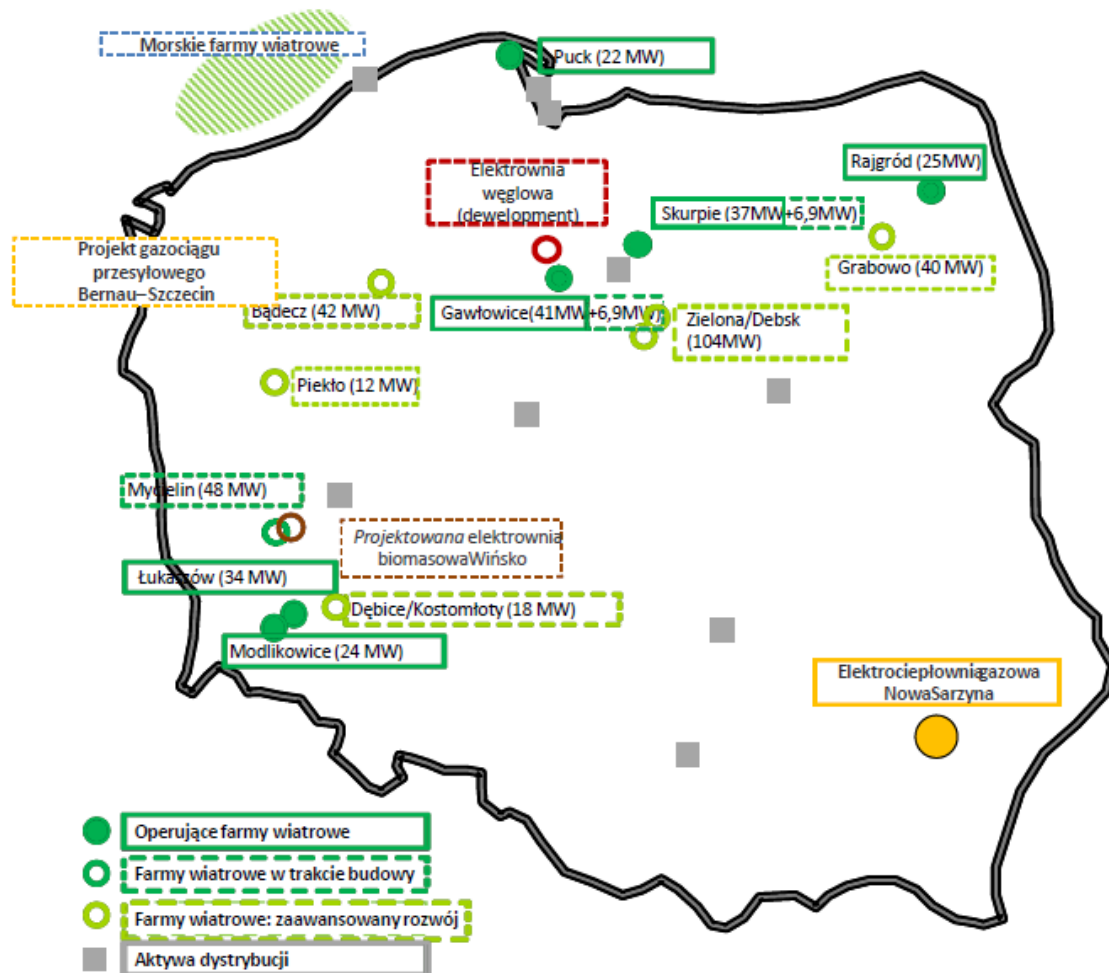 Morskie farmy wiatrowe
Puck (22 MW)
Rajgród (25MW)
Elektrownia
węglowa
(dewelopment)
Skurpie (37MW+6,9MW)
Projekt gazociągu
przesyłowego
Bernau–Szczecin
Grabowo (40 MW)
Bądecz (42 MW)
Gawłowice(41MW+6,9MW)
Zielona/Debsk
(104MW)
Piekło (12 MW)
Mycielin (48 MW)
Projektowana elektrownia
biomasowaWińsko
Łukaszów (34 MW)
Dębice/Kostomłoty (18 MW)
Modlikowice (24 MW)
Elektrociepłowniagazowa
NowaSarzyna
Operujące farmy wiatrowe
Farmy wiatrowe w trakcie budowy
Farmy wiatrowe: zaawansowany rozwój
Aktywa dystrybucji